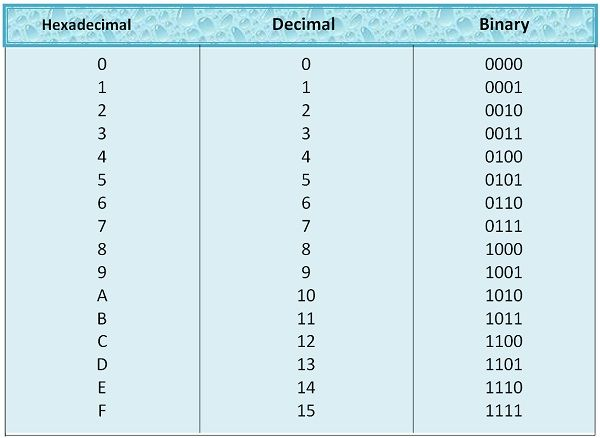 Hexadecimal Decimal Binary
0 0 0000
1 1 0001
2 2 0010
3 3 0011
4 4 0100
5 5 0101
6 6 0110
7 7 0111
8 8 1000
9 9 1001
A 10 1010
B 11 1011
C 12 1100
D 13 1101
E 14 1110
F 15 1111